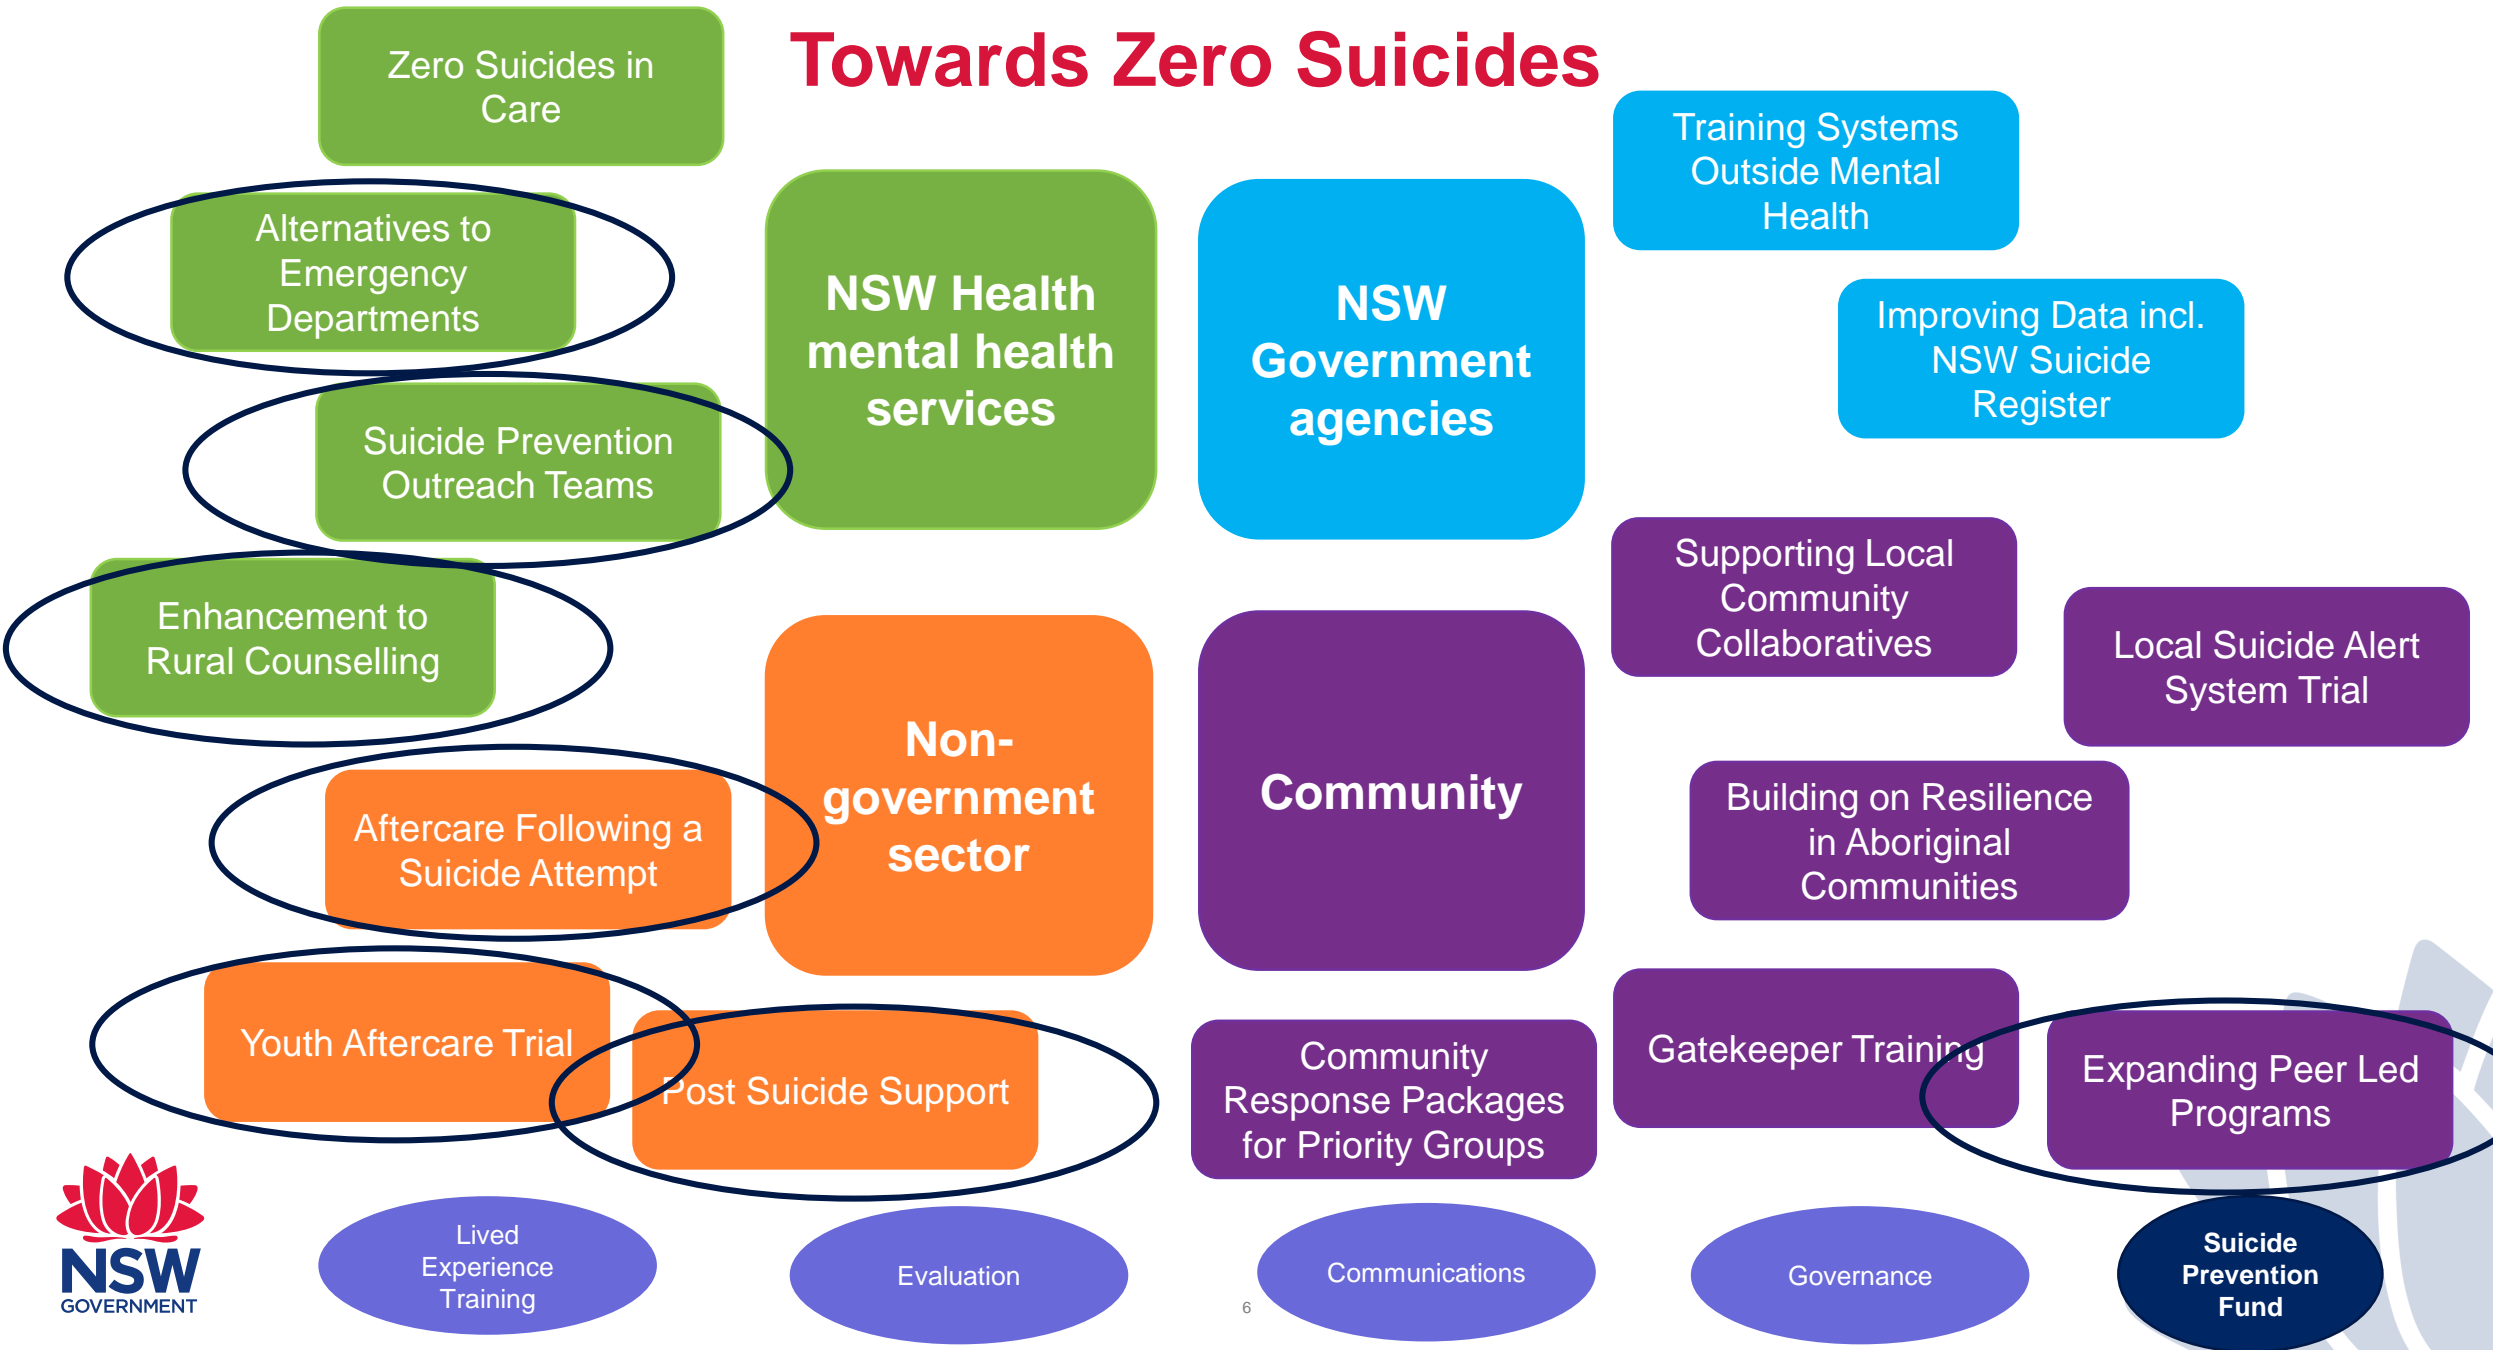 Towards Zero Suicides
Zero Suicides in
Care
Alternatives to
Emergency
Departments
Suicide Prevention
Outreach Teams
Enhancement to
Rural Counselling
NSW Health
mental health
services
NSW
Government
agencies
Training Systems
Outside Mental
Health
Improving Data incl.
NSW Suicide
Register
Aftercare Following a
Suicide Attempt
Youth Aftercare Trial
Post Suicide Support
Non-
government
sector
Community
Supporting Local
Community
Collaboratives
Local Suicide Alert
System Trial
Building on Resilience
in Aboriginal
Communities
Community
Response Packages
for Priority Groups
Gatekeeper Training
Expanding Peer Led
Programs
NSW
GOVERNMENT
Lived
Experience
Training
Evaluation
Communications
Governance
Suicide
Prevention
Fund
6